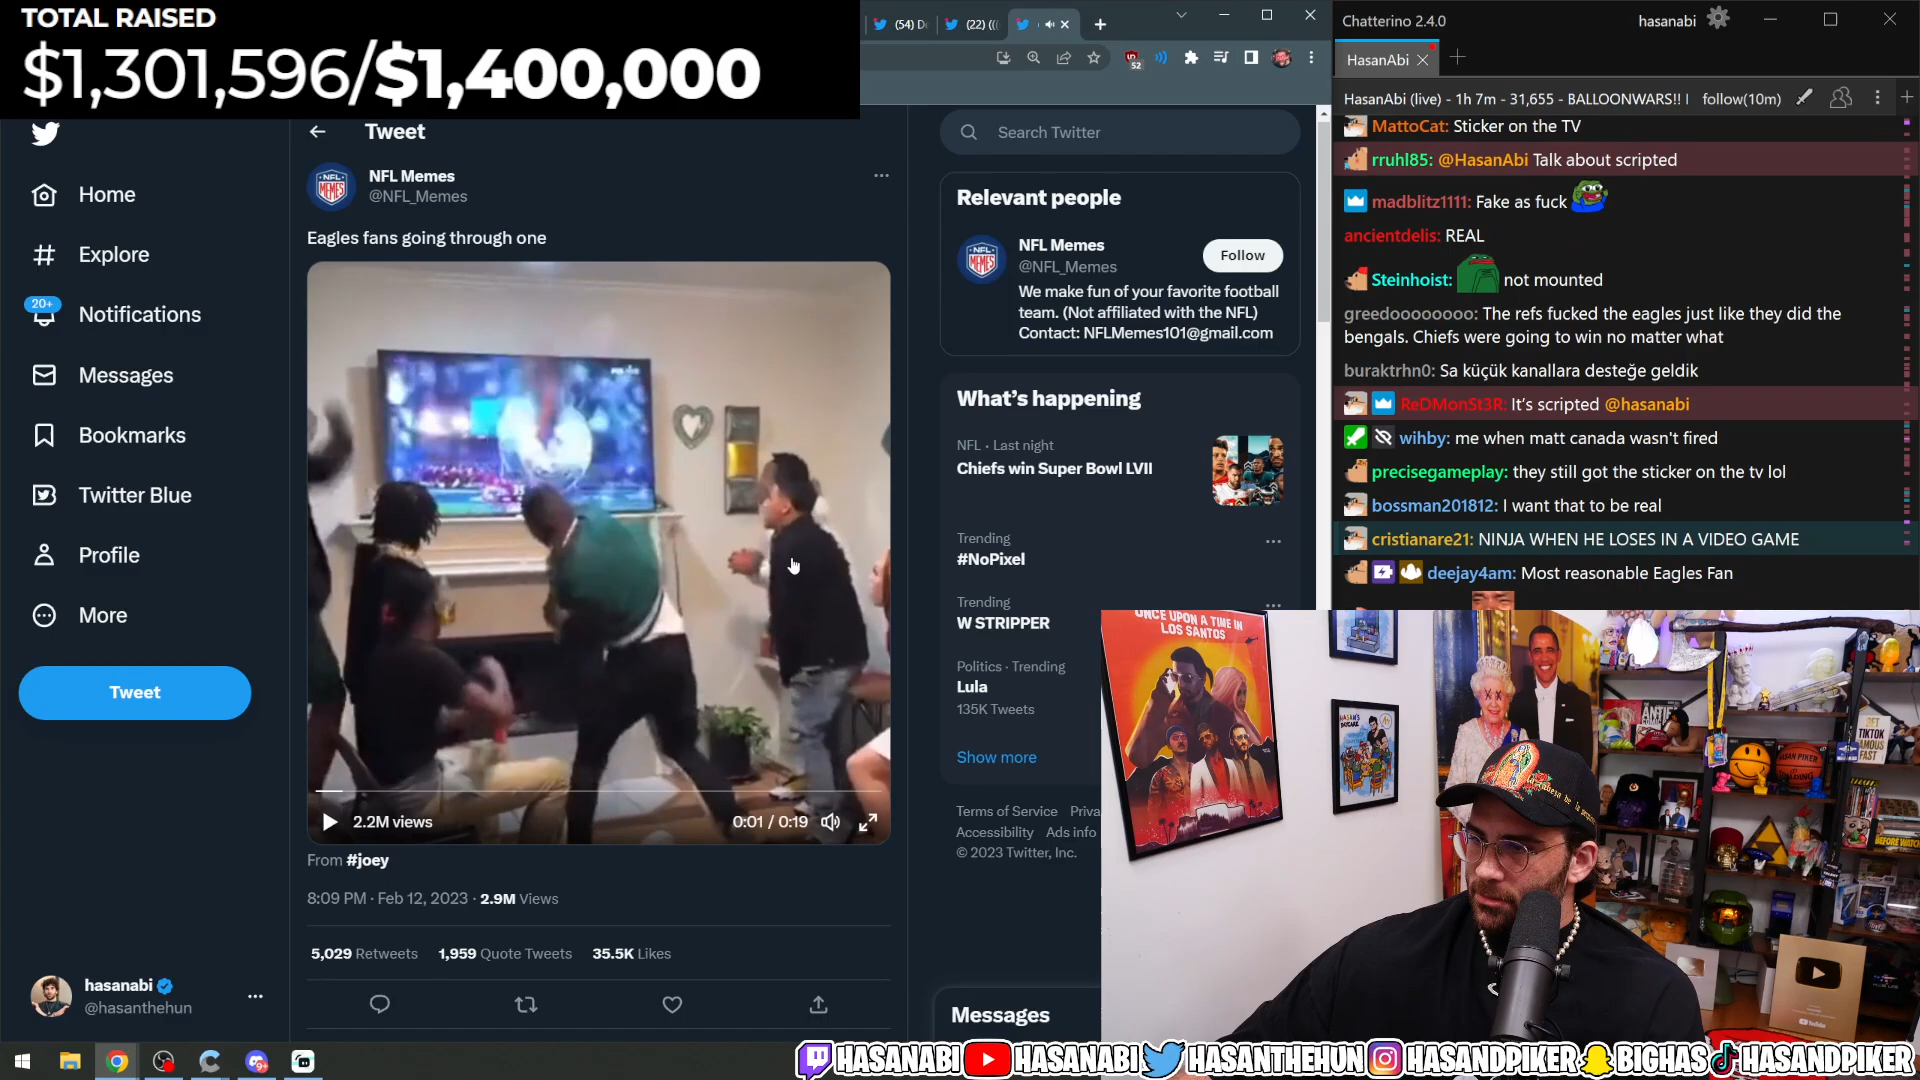 TOTAL RAISED
$1,301,596/$1,400,000
(54)
(22) (((
52
Tweet
NFL Memes
@NFL_Memes
Eagles fans going through one
Home
Explore
20+
Notifications
Messages
Bookmarks
Twitter Blue
Profile
More
Tweet
2.2M views
0:01 / 0:19
From #joey
8:09 PM · Feb 12, 2023 · 2.9M Views
5,029 Retweets 1,959 Quote Tweets 35.5K Likes
hasanabi
@hasanthehun
Search Twitter
Relevant people
NFL Memes
@NFL_Memes
Follow
We make fun of your favorite football
team. (Not affiliated with the NFL)
Contact: NFLMemes101@gmail.com
What's happening
NFL · Last night
Chiefs win Super Bowl LVII
Trending
#NoPixel
Trending
W STRIPPER
Politics · Trending
Lula
135K Tweets
Show more
Terms of Service Priva
Accessibility Ads info
© 2023 Twitter, Inc.
Messages
Chatterino 2.4.0
hasanabi
HasanAbi
HasanAbi (live) - 1h 7m - 31,655 - BALLOONWARS!! I follow(10m)
MattoCat: Sticker on the TV
rruhl85: @HasanAbi Talk about scripted
madblitz1111: Fake as fuck
ancientdelis: REAL
Steinhoist: not mounted
greedoooooooo: The refs fucked the eagles just like they did the
bengals. Chiefs were going to win no matter what
buraktrhn0: Sa küçük kanallara desteğe geldik
ReDMonSt3R: It's scripted @hasanabi
wihby: me when matt canada wasn't fired
precisegameplay: they still got the sticker on the tv lol
bossman201812: I want that to be real
cristianare21: NINJA WHEN HE LOSES IN A VIDEO GAME
deejay4am: Most reasonable Eagles Fan
ONCE UPON A TIME IN
LOS SANTOS
GET
TIKTOK
FAMOUS
FAST
HASANABI HASANABI HASANTHEHUN HASANDPIKER BIGHAS HASANDPIKER